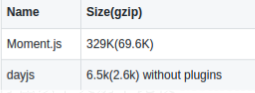 Name Size(gzip)
Moment.js 329K(69.6K)
dayjs 6.5k(2.6k) without plugins